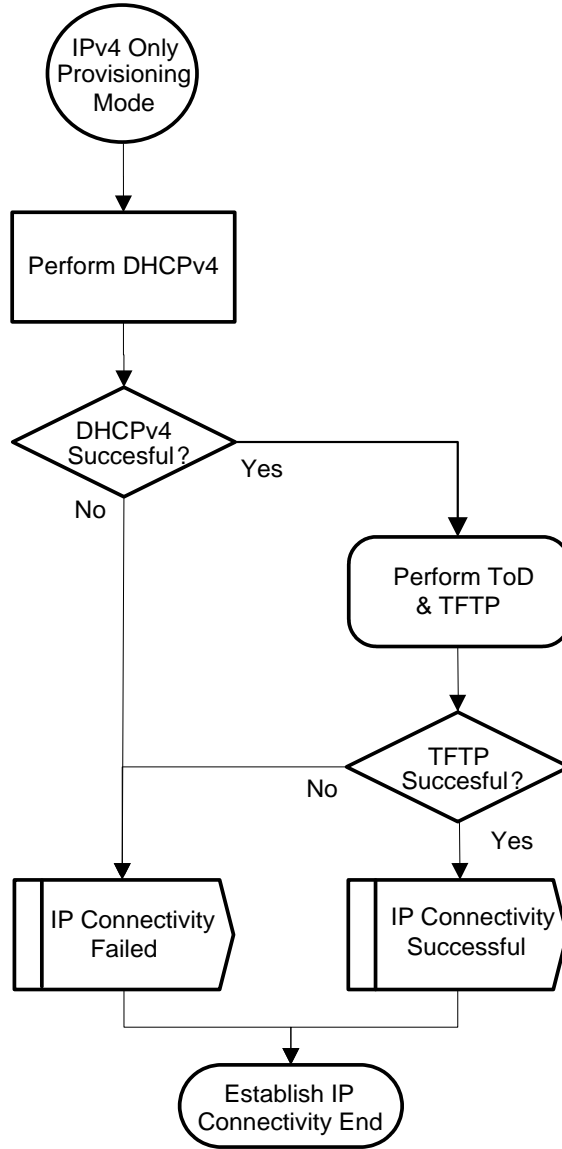 IPv4 Only
Provisioning
Mode
Perform DHCPv4
DHCPv4
Succesful?
Yes
No
Perform ToD
& TFTP
TFTP
Succesful?
No
Yes
IP Connectivity
Failed
IP Connectivity
Successful
Establish IP
Connectivity End